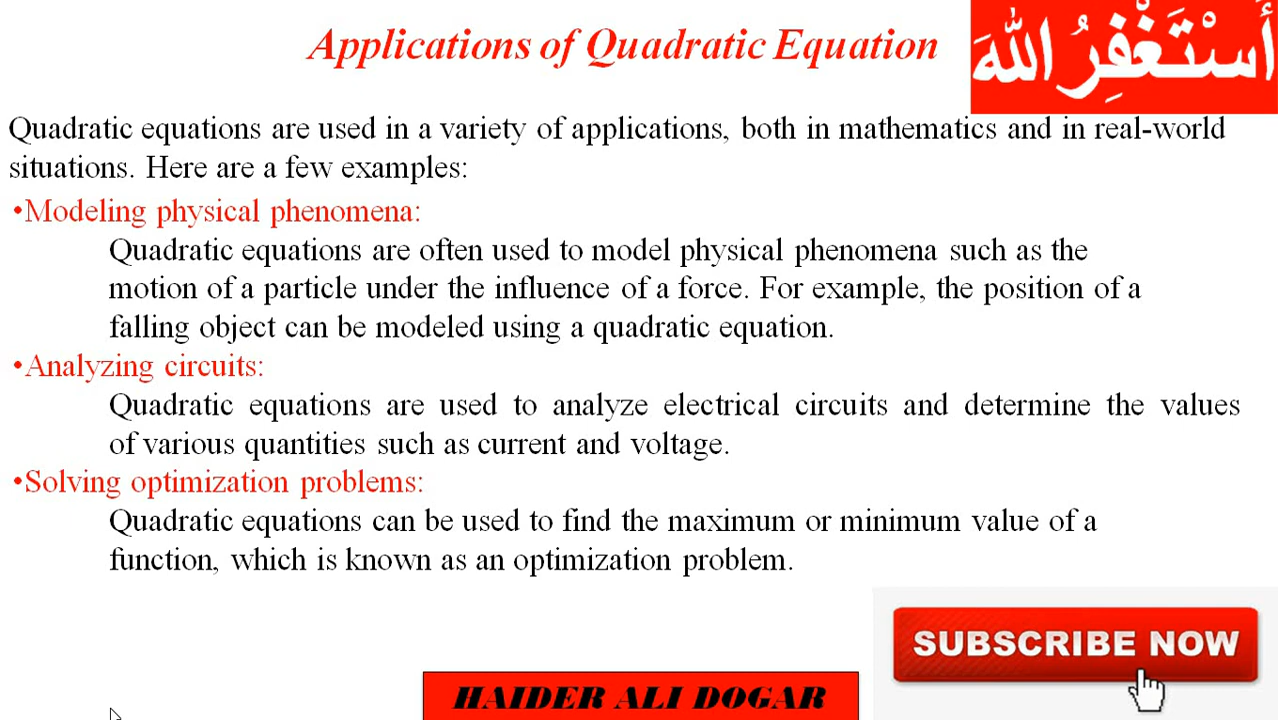 Applications of Quadratic Equation
أَسْتَغْفِرُ اللهَ
Quadratic equations are used in a variety of applications, both in mathematics and in real-world
situations. Here are a few examples:
•Modeling physical phenomena:
Quadratic equations are often used to model physical phenomena such as the
motion of a particle under the influence of a force. For example, the position of a
falling object can be modeled using a quadratic equation.
•Analyzing circuits:
Quadratic equations are used to analyze electrical circuits and determine the values
of various quantities such as current and voltage.
•Solving optimization problems:
Quadratic equations can be used to find the maximum or minimum value of a
function, which is known as an optimization problem.
SUBSCRIBE NOW
HAIDER ALI DOGAR